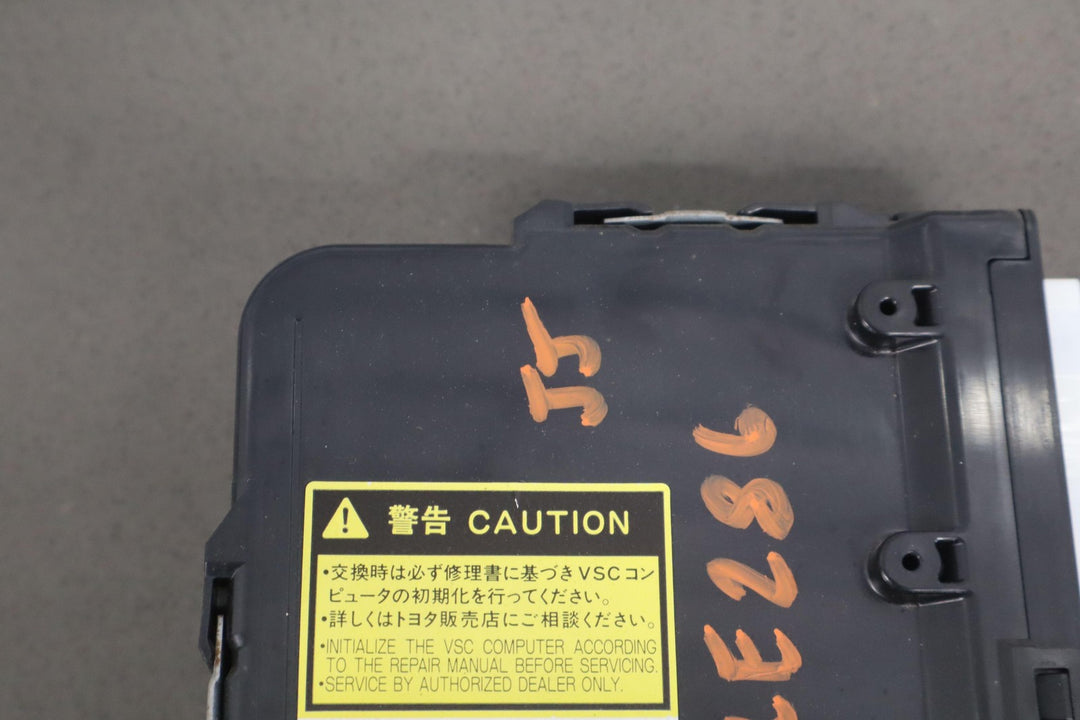 55
E286
警告 CAUTION
・交換時は必ず修理書に基づきVSCコン
ピュータの初期化を行ってください。
・詳しくはトヨタ販売店にご相談ください。
・INITIALIZE THE VSC COMPUTER ACCORDING
TO THE REPAIR MANUAL BEFORE SERVICING.
・SERVICE BY AUTHORIZED DEALER ONLY.